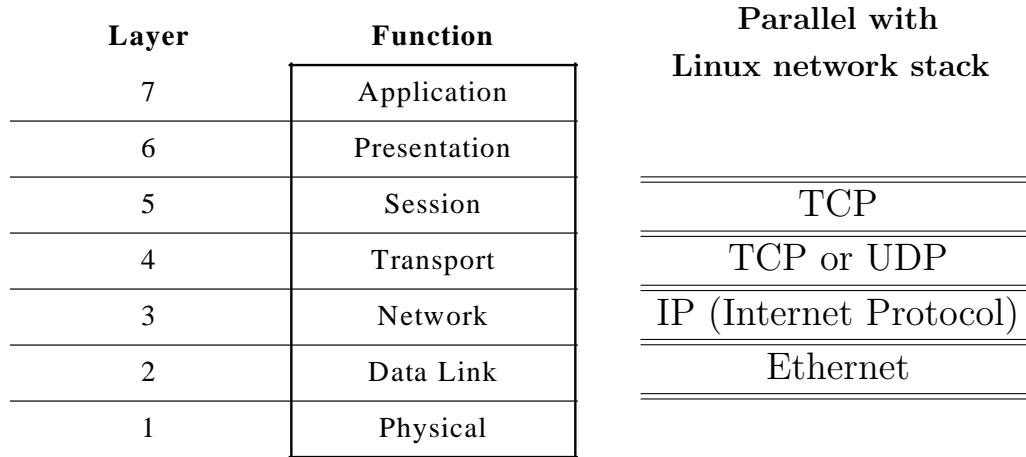 Layer Function Parallel with
Linux network stack
7 Application
6 Presentation
5 Session TCP
4 Transport TCP or UDP
3 Network IP (Internet Protocol)
2 Data Link Ethernet
1 Physical